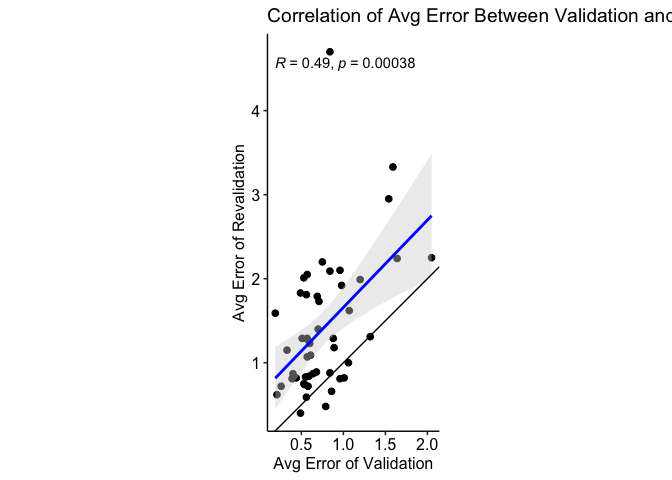 Correlation of Avg Error Between Validation and
R = 0.49, p = 0.00038
4
3
2
1
Avg Error of Revalidation
0.5 1.0 1.5 2.0
Avg Error of Validation